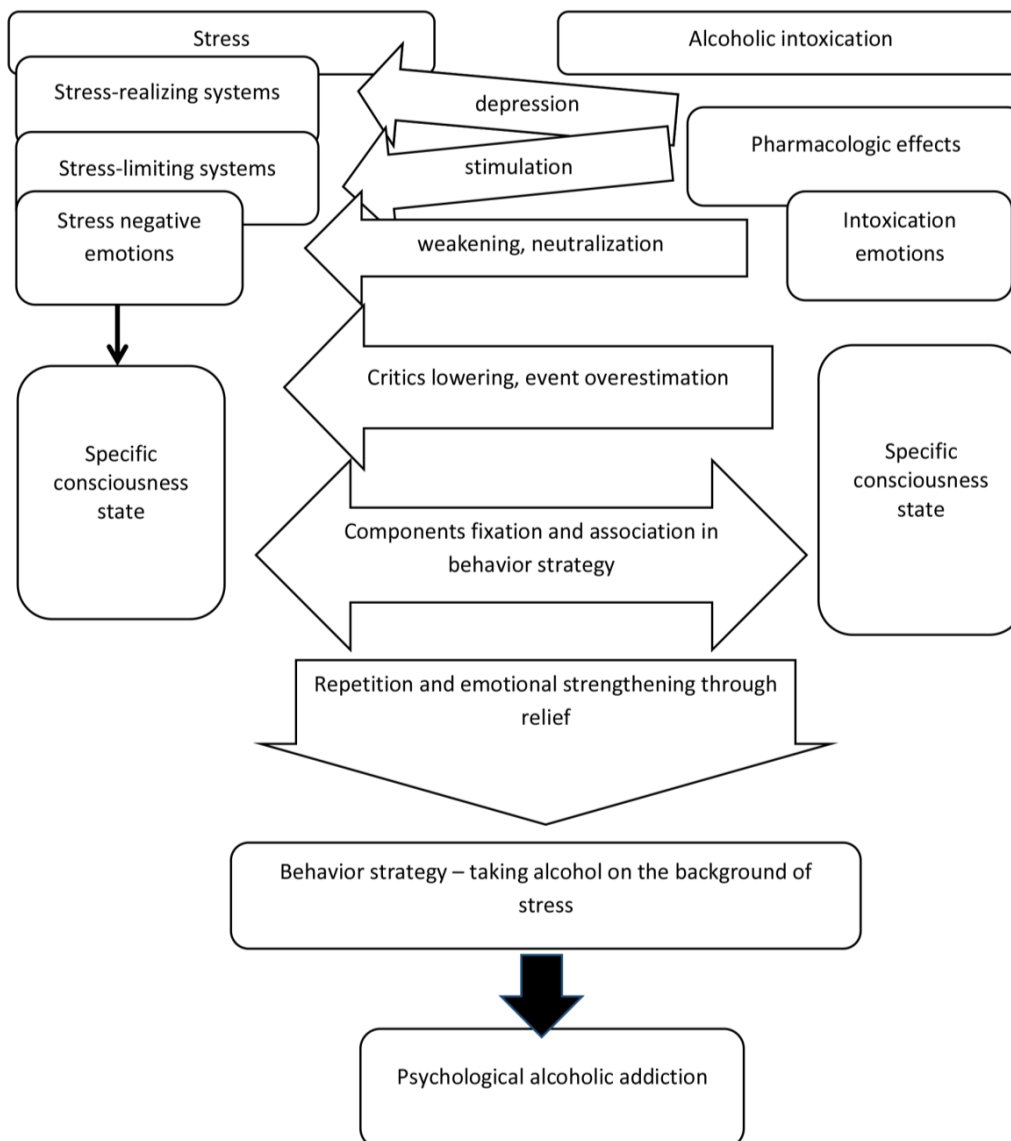 Stress
Alcoholic intoxication
Stress-realizing systems
depression
Pharmacologic effects
Stress-limiting systems
stimulation
Stress negative
emotions
weakening, neutralization
Intoxication
emotions
Critics lowering, event overestimation
Specific
consciousness
state
Specific
consciousness
state
Components fixation and association in
behavior strategy
Repetition and emotional strengthening through
relief
Behavior strategy – taking alcohol on the background of
stress
Psychological alcoholic addiction